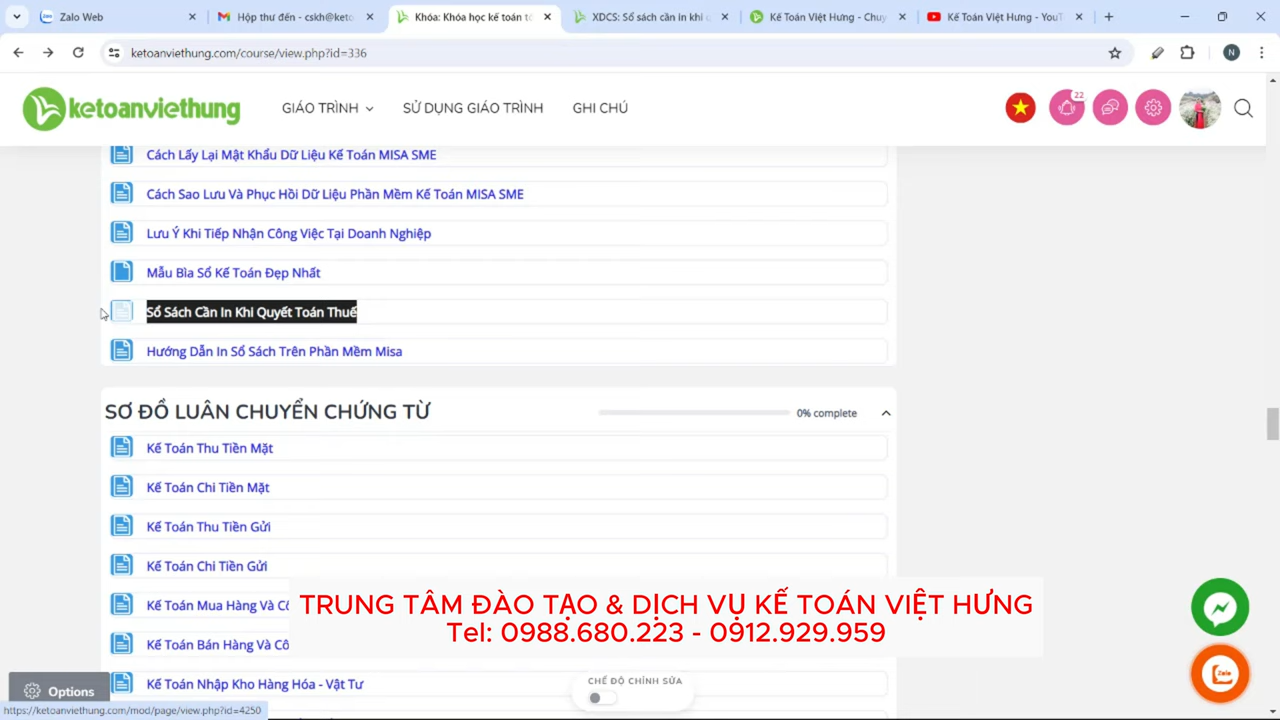 Zalo Web
Hộp thư đến - cskh@keto
Khóa: Khóa học kế toán tổ
XDCS: Sổ sách cần in khi q
Kế Toán Việt Hưng - Chuy
Kế Toán Việt Hưng - YouT
ketoanviethung.com/course/view.php?id=336
N
ketoanviethung
GIÁO TRÌNH
SỬ DỤNG GIÁO TRÌNH
GHI CHÚ
22
Cách Lấy Lại Mật Khẩu Dữ Liệu Kế Toán MISA SME
Cách Sao Lưu Và Phục Hồi Dữ Liệu Phần Mềm Kế Toán MISA SME
Lưu Ý Khi Tiếp Nhận Công Việc Tại Doanh Nghiệp
Mẫu Bìa Sổ Kế Toán Đẹp Nhất
Sổ Sách Cần In Khi Quyết Toán Thuế
Hướng Dẫn In Sổ Sách Trên Phần Mềm Misa
SƠ ĐỒ LUÂN CHUYỂN CHỨNG TỪ
0% complete
Kế Toán Thu Tiền Mặt
Kế Toán Chi Tiền Mặt
Kế Toán Thu Tiền Gửi
Kế Toán Chi Tiền Gửi
Kế Toán Mua Hàng Và Cô
TRUNG TÂM ĐÀO TẠO & DỊCH VỤ KẾ TOÁN VIỆT HƯNG
Tel: 0988.680.223 - 0912.929.959
Kế Toán Bán Hàng Và Cô
Kế Toán Nhập Kho Hàng Hóa - Vật Tư
CHẾ ĐỘ CHỈNH SỬA
Options
Zalo
https://ketoanviethung.com/mod/page/view.php?id=4250